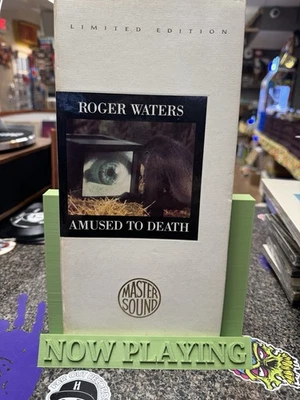 LIMITED EDITION
ROGER WATERS
AMUSED TO DEATH
MASTER
SOUND
NOW PLAYING
H